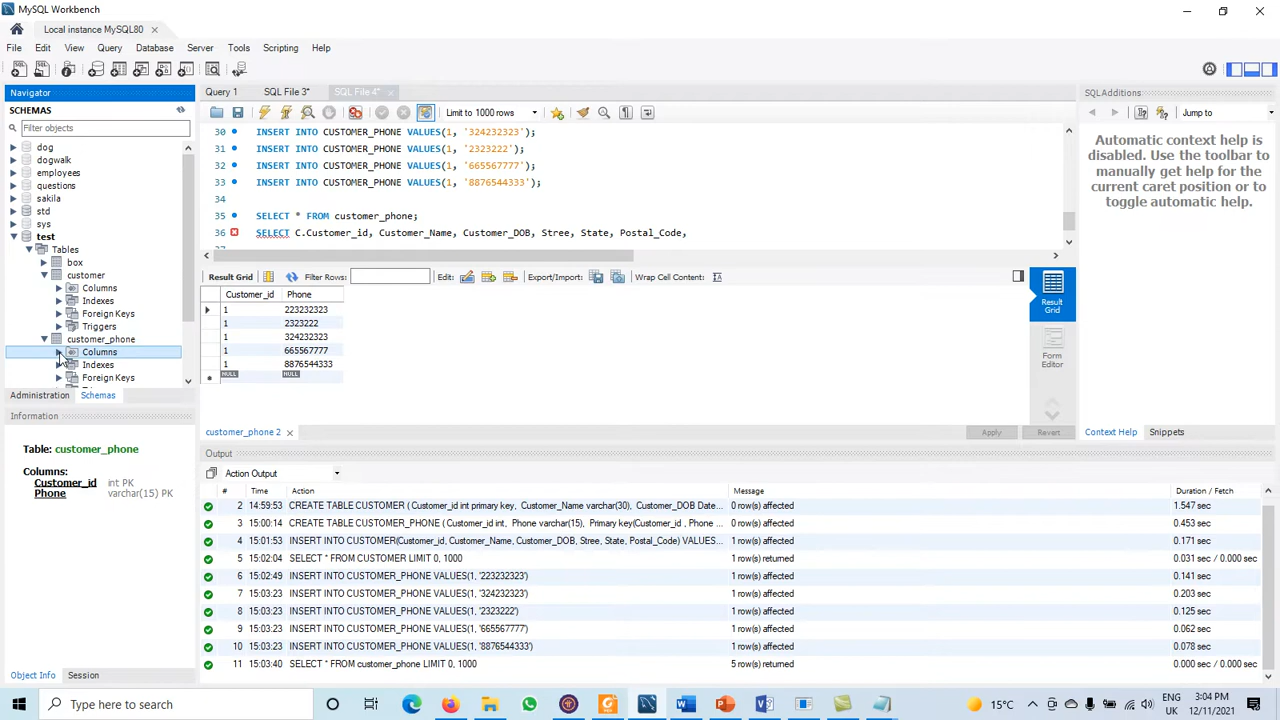 MySQL Workbench
Local instance MySQL80
File Edit View Query Database Server Tools Scripting Help
Navigator
SCHEMAS
Filter objects
dog
dogwalk
employees
questions
sakila
std
sys
test
Tables
box
customer
Columns
Indexes
Foreign Keys
Triggers
customer_phone
Columns
Indexes
Foreign Keys
Administration Schemas
Information
Table: customer_phone
Columns:
Customer_id int PK
Phone varchar(15) PK
Object Info Session
Query 1 SQL File 3* SQL File 4*
Limit to 1000 rows
30 INSERT INTO CUSTOMER_PHONE VALUES(1, '324232323');
31 INSERT INTO CUSTOMER_PHONE VALUES(1, '2323222');
32 INSERT INTO CUSTOMER_PHONE VALUES(1, '665567777');
33 INSERT INTO CUSTOMER_PHONE VALUES(1, '8876544333');
34
35 SELECT * FROM customer_phone;
36 SELECT C.Customer_id, Customer_Name, Customer_DOB, Stree, State, Postal_Code,
Result Grid Filter Rows: Edit: Export/Import: Wrap Cell Content:
Customer_id Phone
1 223232323
1 2323222
1 324232323
1 665567777
1 8876544333
NULL NULL
Result Grid
Form Editor
customer_phone 2 Apply Revert
SQLAdditions
Jump to
Automatic context help is
disabled. Use the toolbar to
manually get help for the
current caret position or to
toggle automatic help.
Context Help Snippets
Output
Action Output
# Time Action Message Duration / Fetch
2 14:59:53 CREATE TABLE CUSTOMER ( Customer_id int primary key, Customer_Name varchar(30), Customer_DOB Date... 0 row(s) affected 1.547 sec
3 15:00:14 CREATE TABLE CUSTOMER_PHONE ( Customer_id int, Phone varchar(15), Primary key(Customer_id , Phone ... 0 row(s) affected 0.453 sec
4 15:01:53 INSERT INTO CUSTOMER(Customer_id, Customer_Name, Customer_DOB, Stree, State, Postal_Code) VALUES... 1 row(s) affected 0.171 sec
5 15:02:04 SELECT * FROM CUSTOMER LIMIT 0, 1000 1 row(s) returned 0.031 sec / 0.000 sec
6 15:02:49 INSERT INTO CUSTOMER_PHONE VALUES(1, '223232323') 1 row(s) affected 0.141 sec
7 15:03:23 INSERT INTO CUSTOMER_PHONE VALUES(1, '324232323') 1 row(s) affected 0.203 sec
8 15:03:23 INSERT INTO CUSTOMER_PHONE VALUES(1, '2323222') 1 row(s) affected 0.125 sec
9 15:03:23 INSERT INTO CUSTOMER_PHONE VALUES(1, '665567777') 1 row(s) affected 0.062 sec
10 15:03:23 INSERT INTO CUSTOMER_PHONE VALUES(1, '8876544333') 1 row(s) affected 0.078 sec
11 15:03:40 SELECT * FROM customer_phone LIMIT 0, 1000 5 row(s) returned 0.000 sec / 0.000 sec
Type here to search
15°C
ENG
UK
3:04 PM
12/11/2021